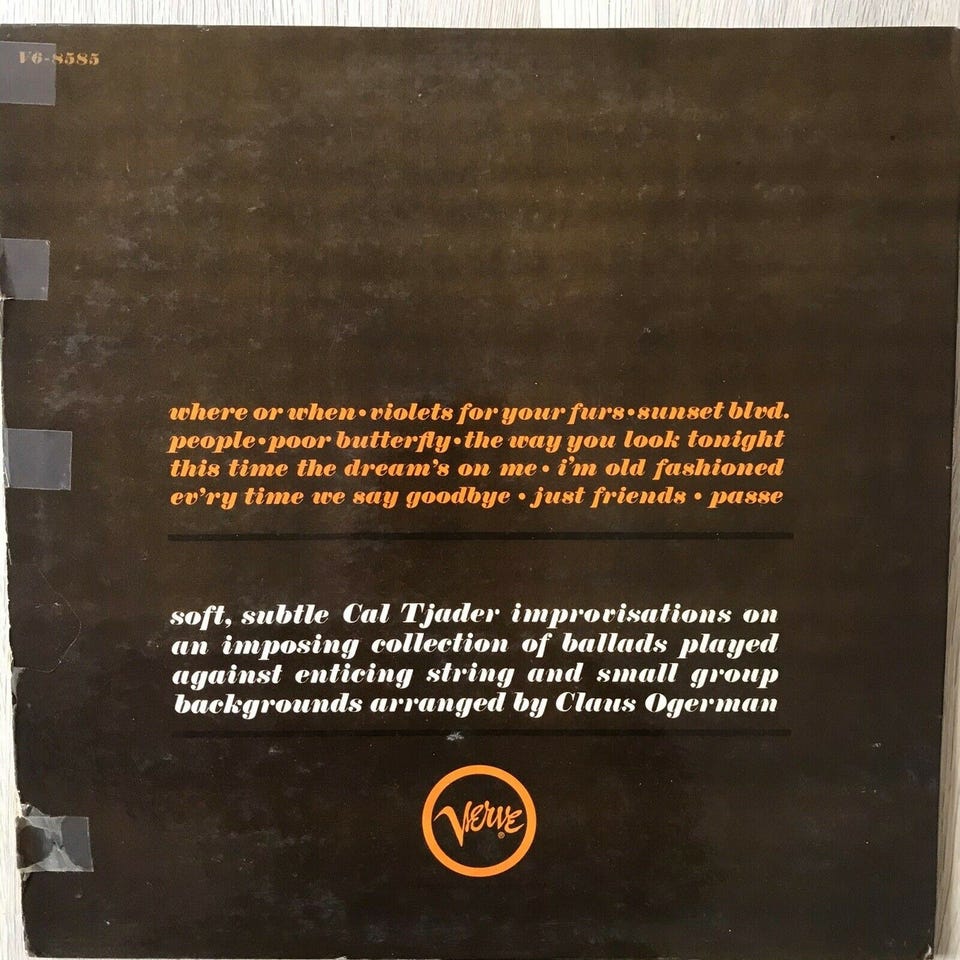 V6-8585
where or when • violets for your furs • sunset blvd.
people • poor butterfly • the way you look tonight
this time the dream's on me • i'm old fashioned
ev'ry time we say goodbye • just friends • passe
soft, subtle Cal Tjader improvisations on
an imposing collection of ballads played
against enticing string and small group
backgrounds arranged by Claus Ogerman
Verve®